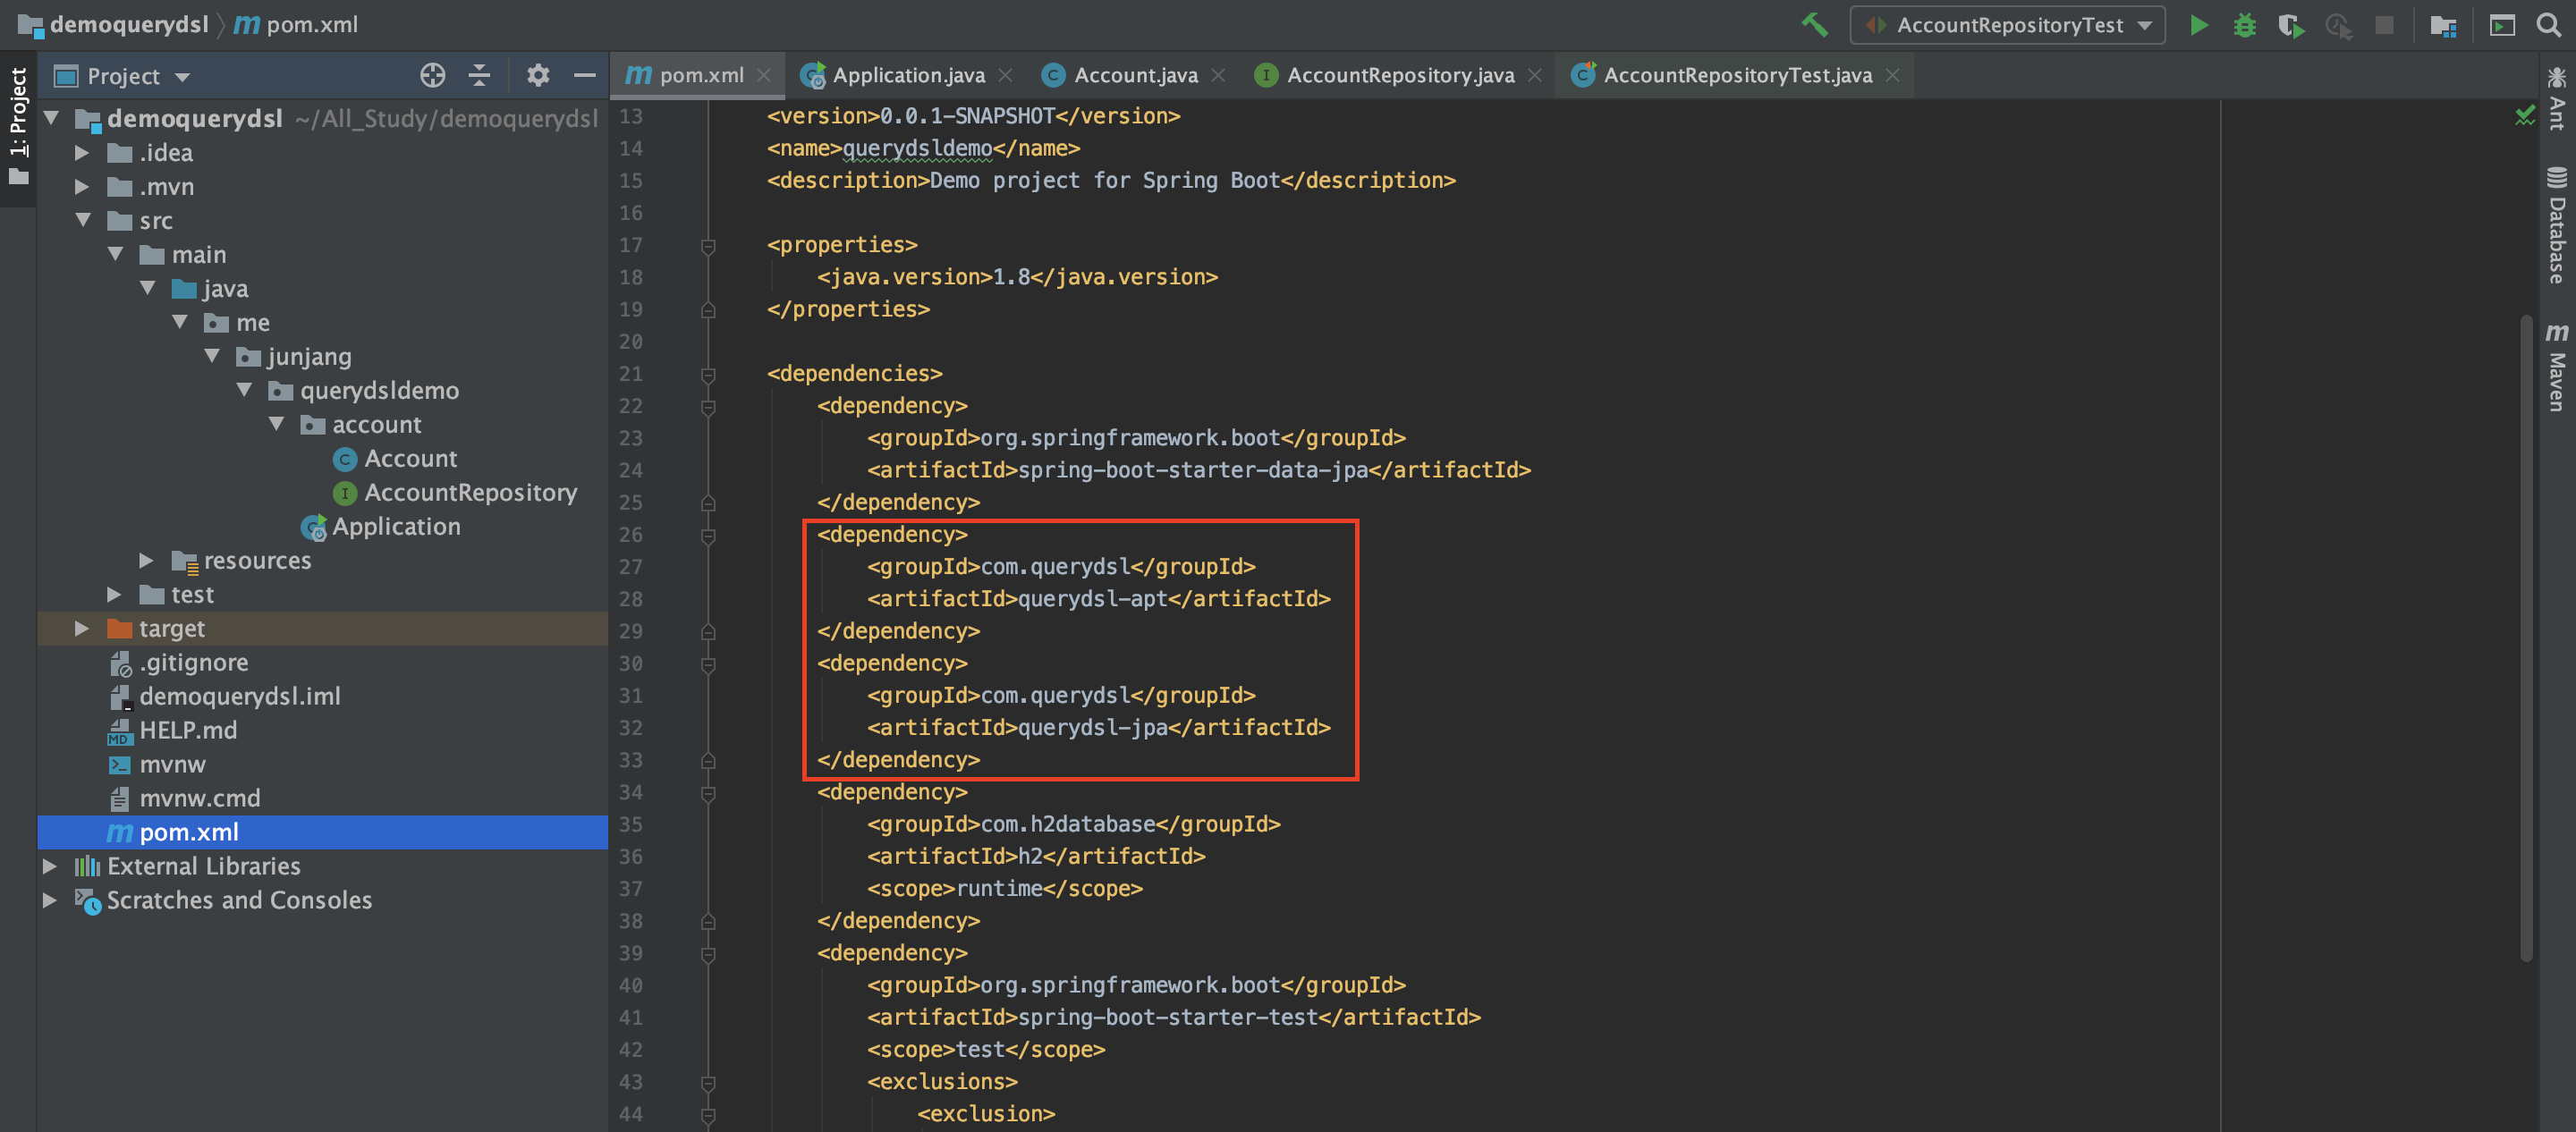 demoquerydsl pom.xml
AccountRepositoryTest
1: Project
Project
demoquerydsl ~/All_Study/demoquerydsl
.idea
.mvn
src
main
java
me
junjang
querydsldemo
account
Account
AccountRepository
Application
resources
test
target
.gitignore
demoquerydsl.iml
HELP.md
mvnw
mvnw.cmd
pom.xml
External Libraries
Scratches and Consoles
pom.xml Application.java Account.java AccountRepository.java AccountRepositoryTest.java
13 <version>0.0.1-SNAPSHOT</version>
14 <name>querydsldemo</name>
15 <description>Demo project for Spring Boot</description>
16
17 <properties>
18 <java.version>1.8</java.version>
19 </properties>
20
21 <dependencies>
22 <dependency>
23 <groupId>org.springframework.boot</groupId>
24 <artifactId>spring-boot-starter-data-jpa</artifactId>
25 </dependency>
26 <dependency>
27 <groupId>com.querydsl</groupId>
28 <artifactId>querydsl-apt</artifactId>
29 </dependency>
30 <dependency>
31 <groupId>com.querydsl</groupId>
32 <artifactId>querydsl-jpa</artifactId>
33 </dependency>
34 <dependency>
35 <groupId>com.h2database</groupId>
36 <artifactId>h2</artifactId>
37 <scope>runtime</scope>
38 </dependency>
39 <dependency>
40 <groupId>org.springframework.boot</groupId>
41 <artifactId>spring-boot-starter-test</artifactId>
42 <scope>test</scope>
43 <exclusions>
44 <exclusion>
Ant
Database
Maven